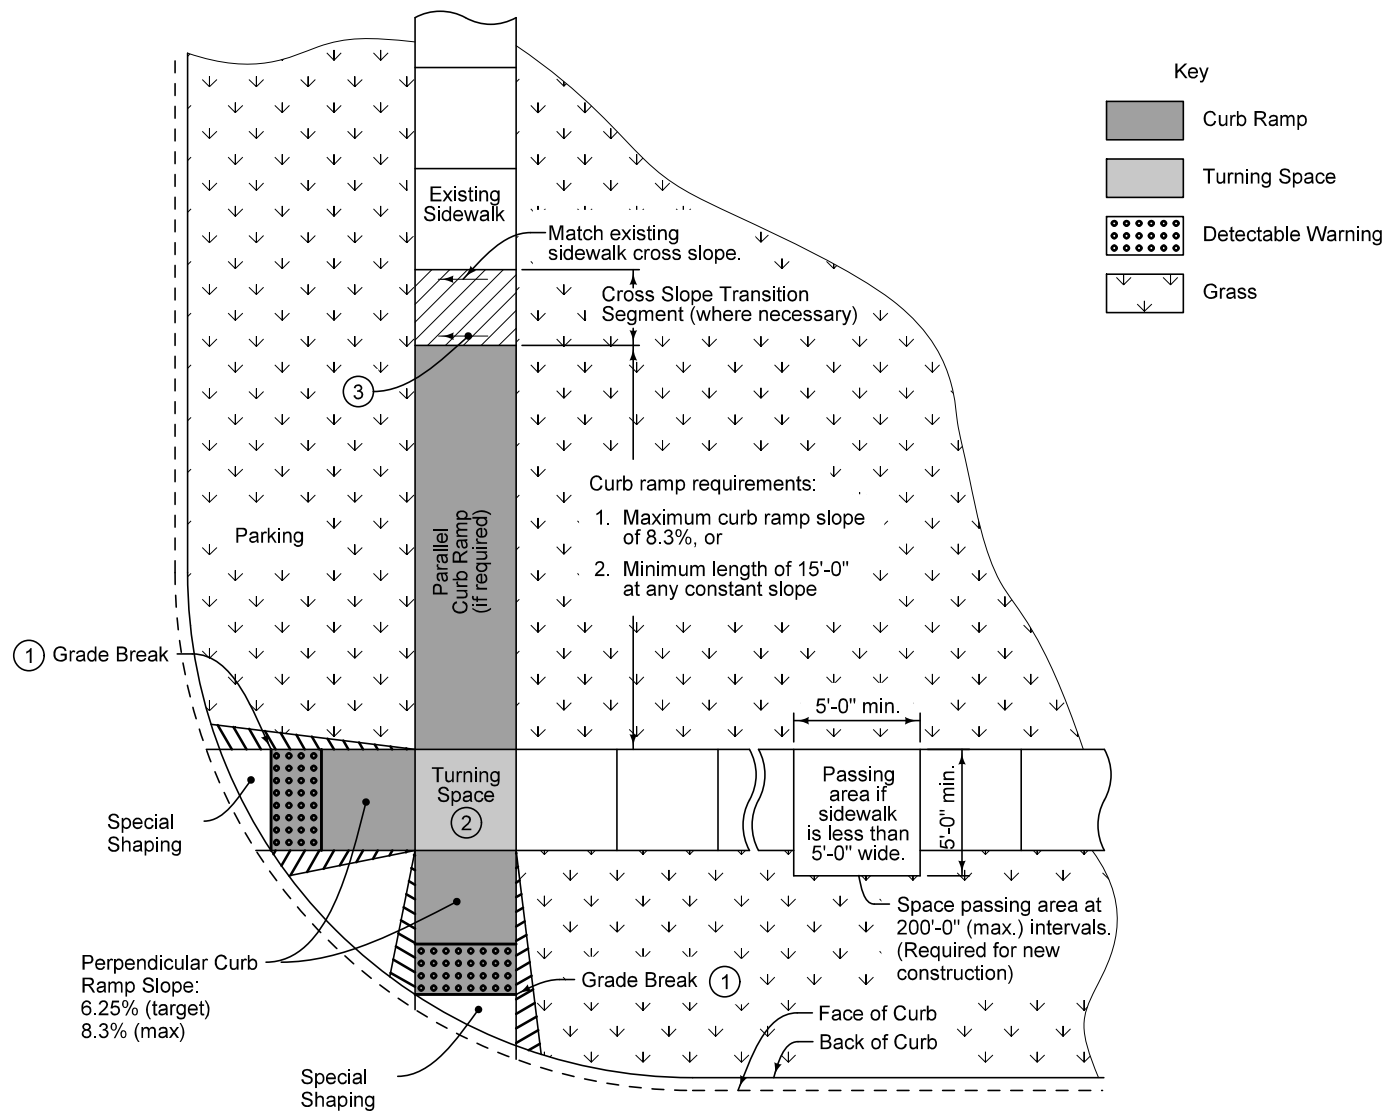 Key
Curb Ramp
Turning Space
Detectable Warning
Grass
Existing
Sidewalk
Match existing
sidewalk cross slope.
Cross Slope Transition
Segment (where necessary)
3
Curb ramp requirements:
1. Maximum curb ramp slope
of 8.3%, or
2. Minimum length of 15'-0"
at any constant slope
Parallel
Curb Ramp
(if required)
Parking
1 Grade Break
5'-0" min.
5'-0" min.
Turning
Space
2
Passing
area if
sidewalk
is less than
5'-0" wide.
Special
Shaping
Space passing area at
200'-0" (max.) intervals.
(Required for new
construction)
Perpendicular Curb
Ramp Slope:
6.25% (target)
8.3% (max)
Grade Break 1
Face of Curb
Back of Curb
Special
Shaping